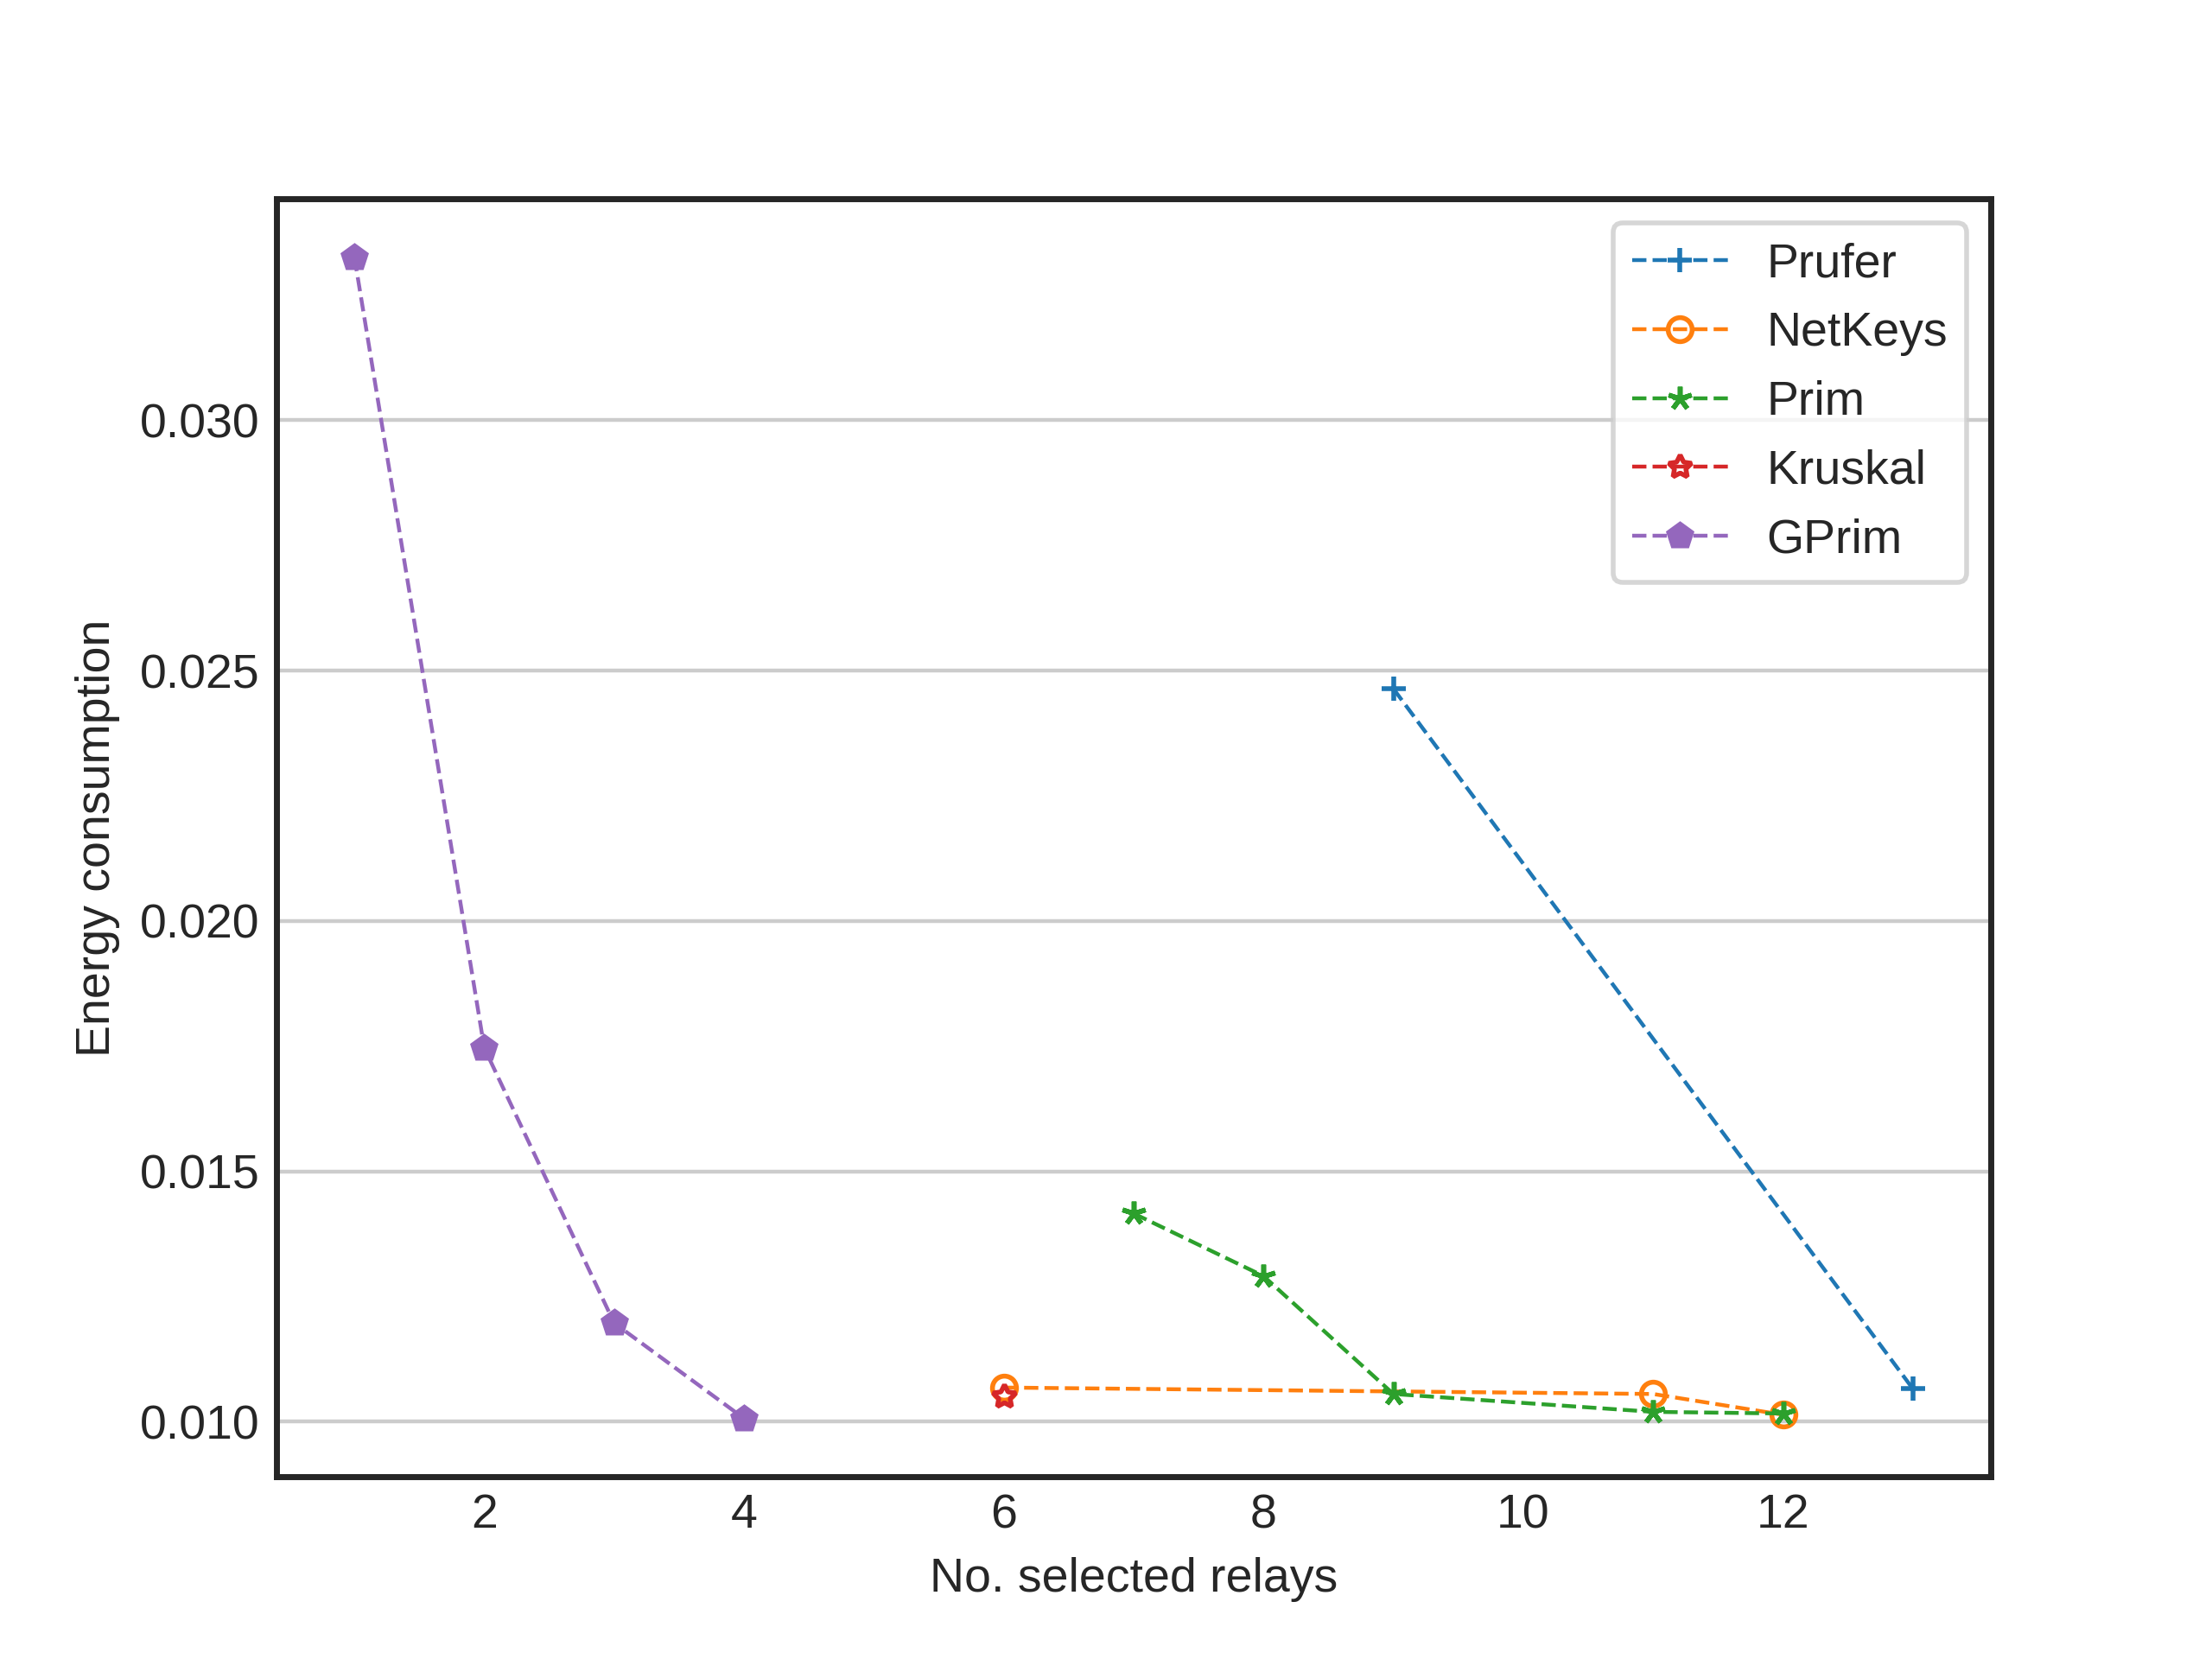 Prufer
NetKeys
Prim
Kruskal
GPrim
0.030
0.025
0.020
0.015
0.010
Energy consumption
2 4 6 8 10 12
No. selected relays